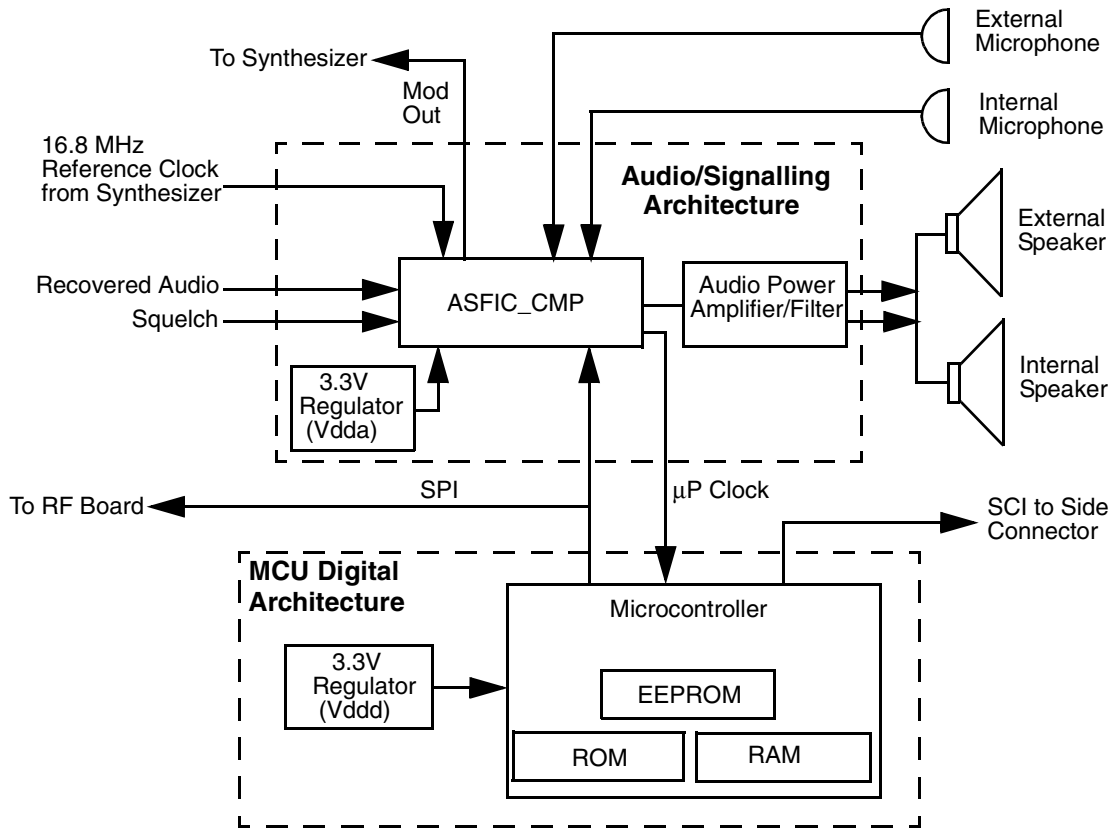 External
Microphone
To Synthesizer
Mod
Out
Internal
Microphone
16.8 MHz
Reference Clock
from Synthesizer
Audio/Signalling
Architecture
External
Speaker
Recovered Audio
Squelch
ASFIC_CMP
Audio Power
Amplifier/Filter
3.3V
Regulator
(Vdda)
Internal
Speaker
To RF Board
SPI
µP Clock
SCI to Side
Connector
MCU Digital
Architecture
Microcontroller
3.3V
Regulator
(Vddd)
EEPROM
ROM
RAM